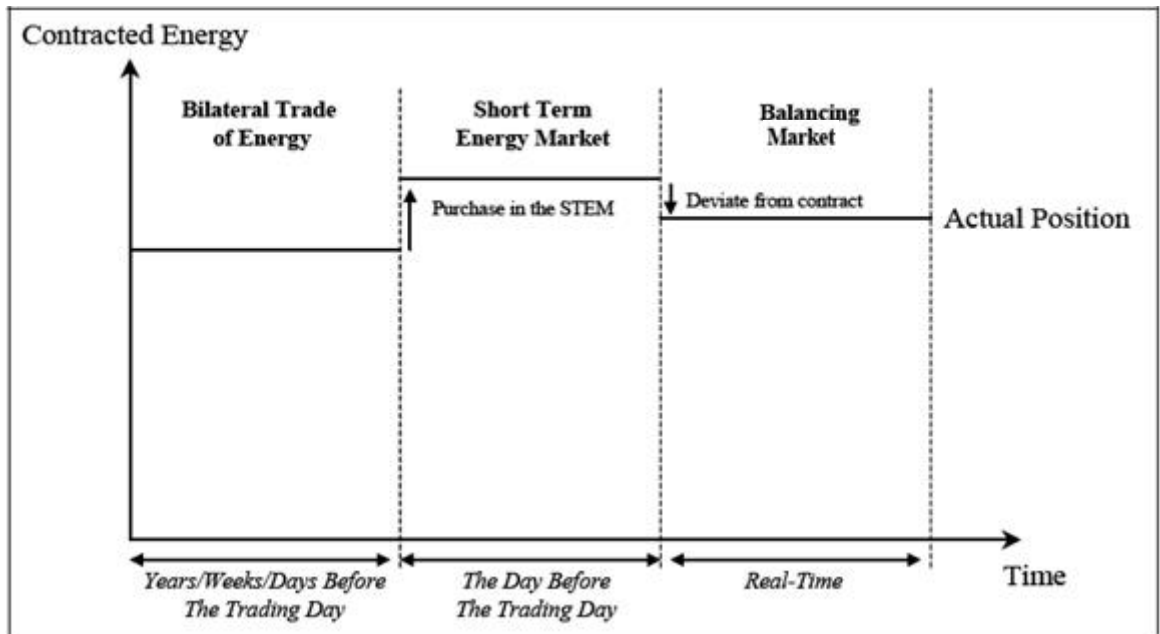 Contracted Energy
Bilateral Trade
of Energy
Short Term
Energy Market
Balancing
Market
Purchase in the STEM
Deviate from contract
Actual Position
Years/Weeks/Days Before
The Trading Day
The Day Before
The Trading Day
Real-Time
Time